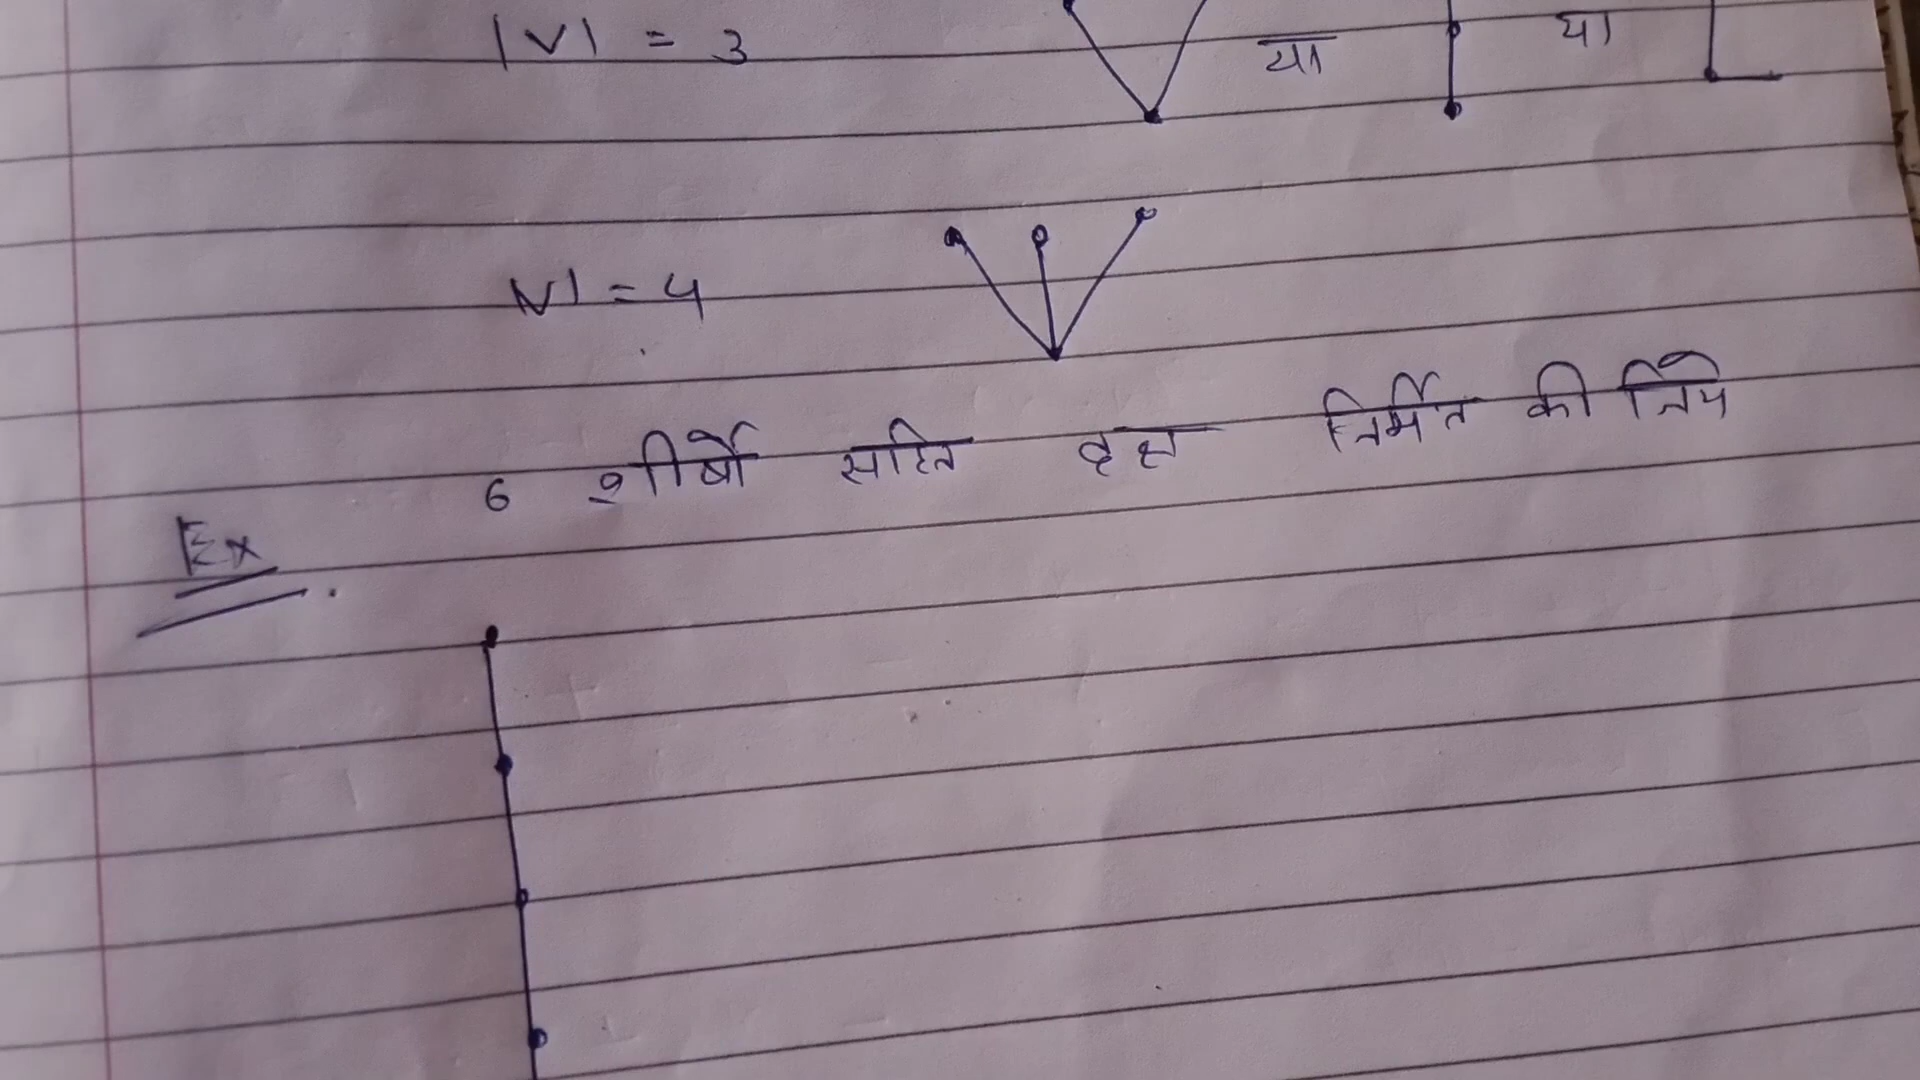 |V| = 3 या या
|V| = 4
6 शीर्षो सहित वृक्ष निर्मित कीजिये
Ex.